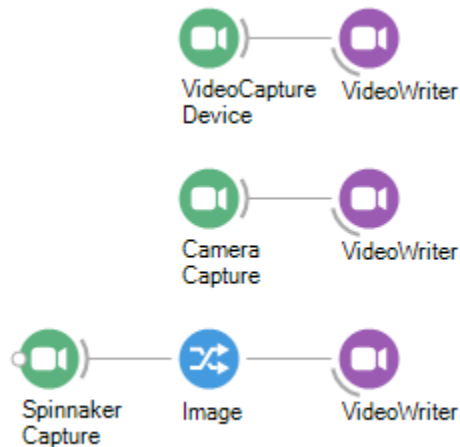 VideoCapture
Device
VideoWriter
Camera
Capture
VideoWriter
Spinnaker
Capture
Image
VideoWriter